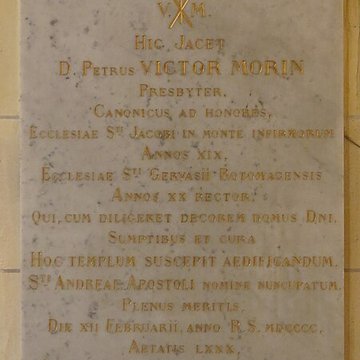 V M.
Hic Jacet
D. Petrus VICTOR MORIN
Presbyter,
Canonicus ad honores,
Ecclesiae Sti Jacobi in monte infirmorum
Annos XIX,
Ecclesiae Sti Gervasii Rotomagensis
Annos XX rector.
Qui, cum diligeret decorem domus Dni,
Sumptibus et cura
Hoc templum suscepit aedificandum,
Sti Andreae Apostoli nomine nuncupatum.
Plenus meritis,
Die XII Februarii, anno R.S. MDCCCC,
Aetatis LXXX,